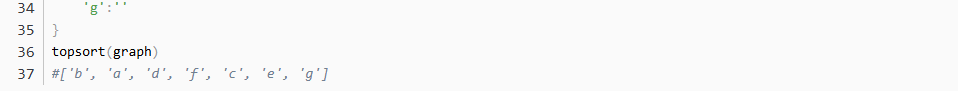 34     'g':''
35 }
36 topsort(graph)
37 #['b', 'a', 'd', 'f', 'c', 'e', 'g']